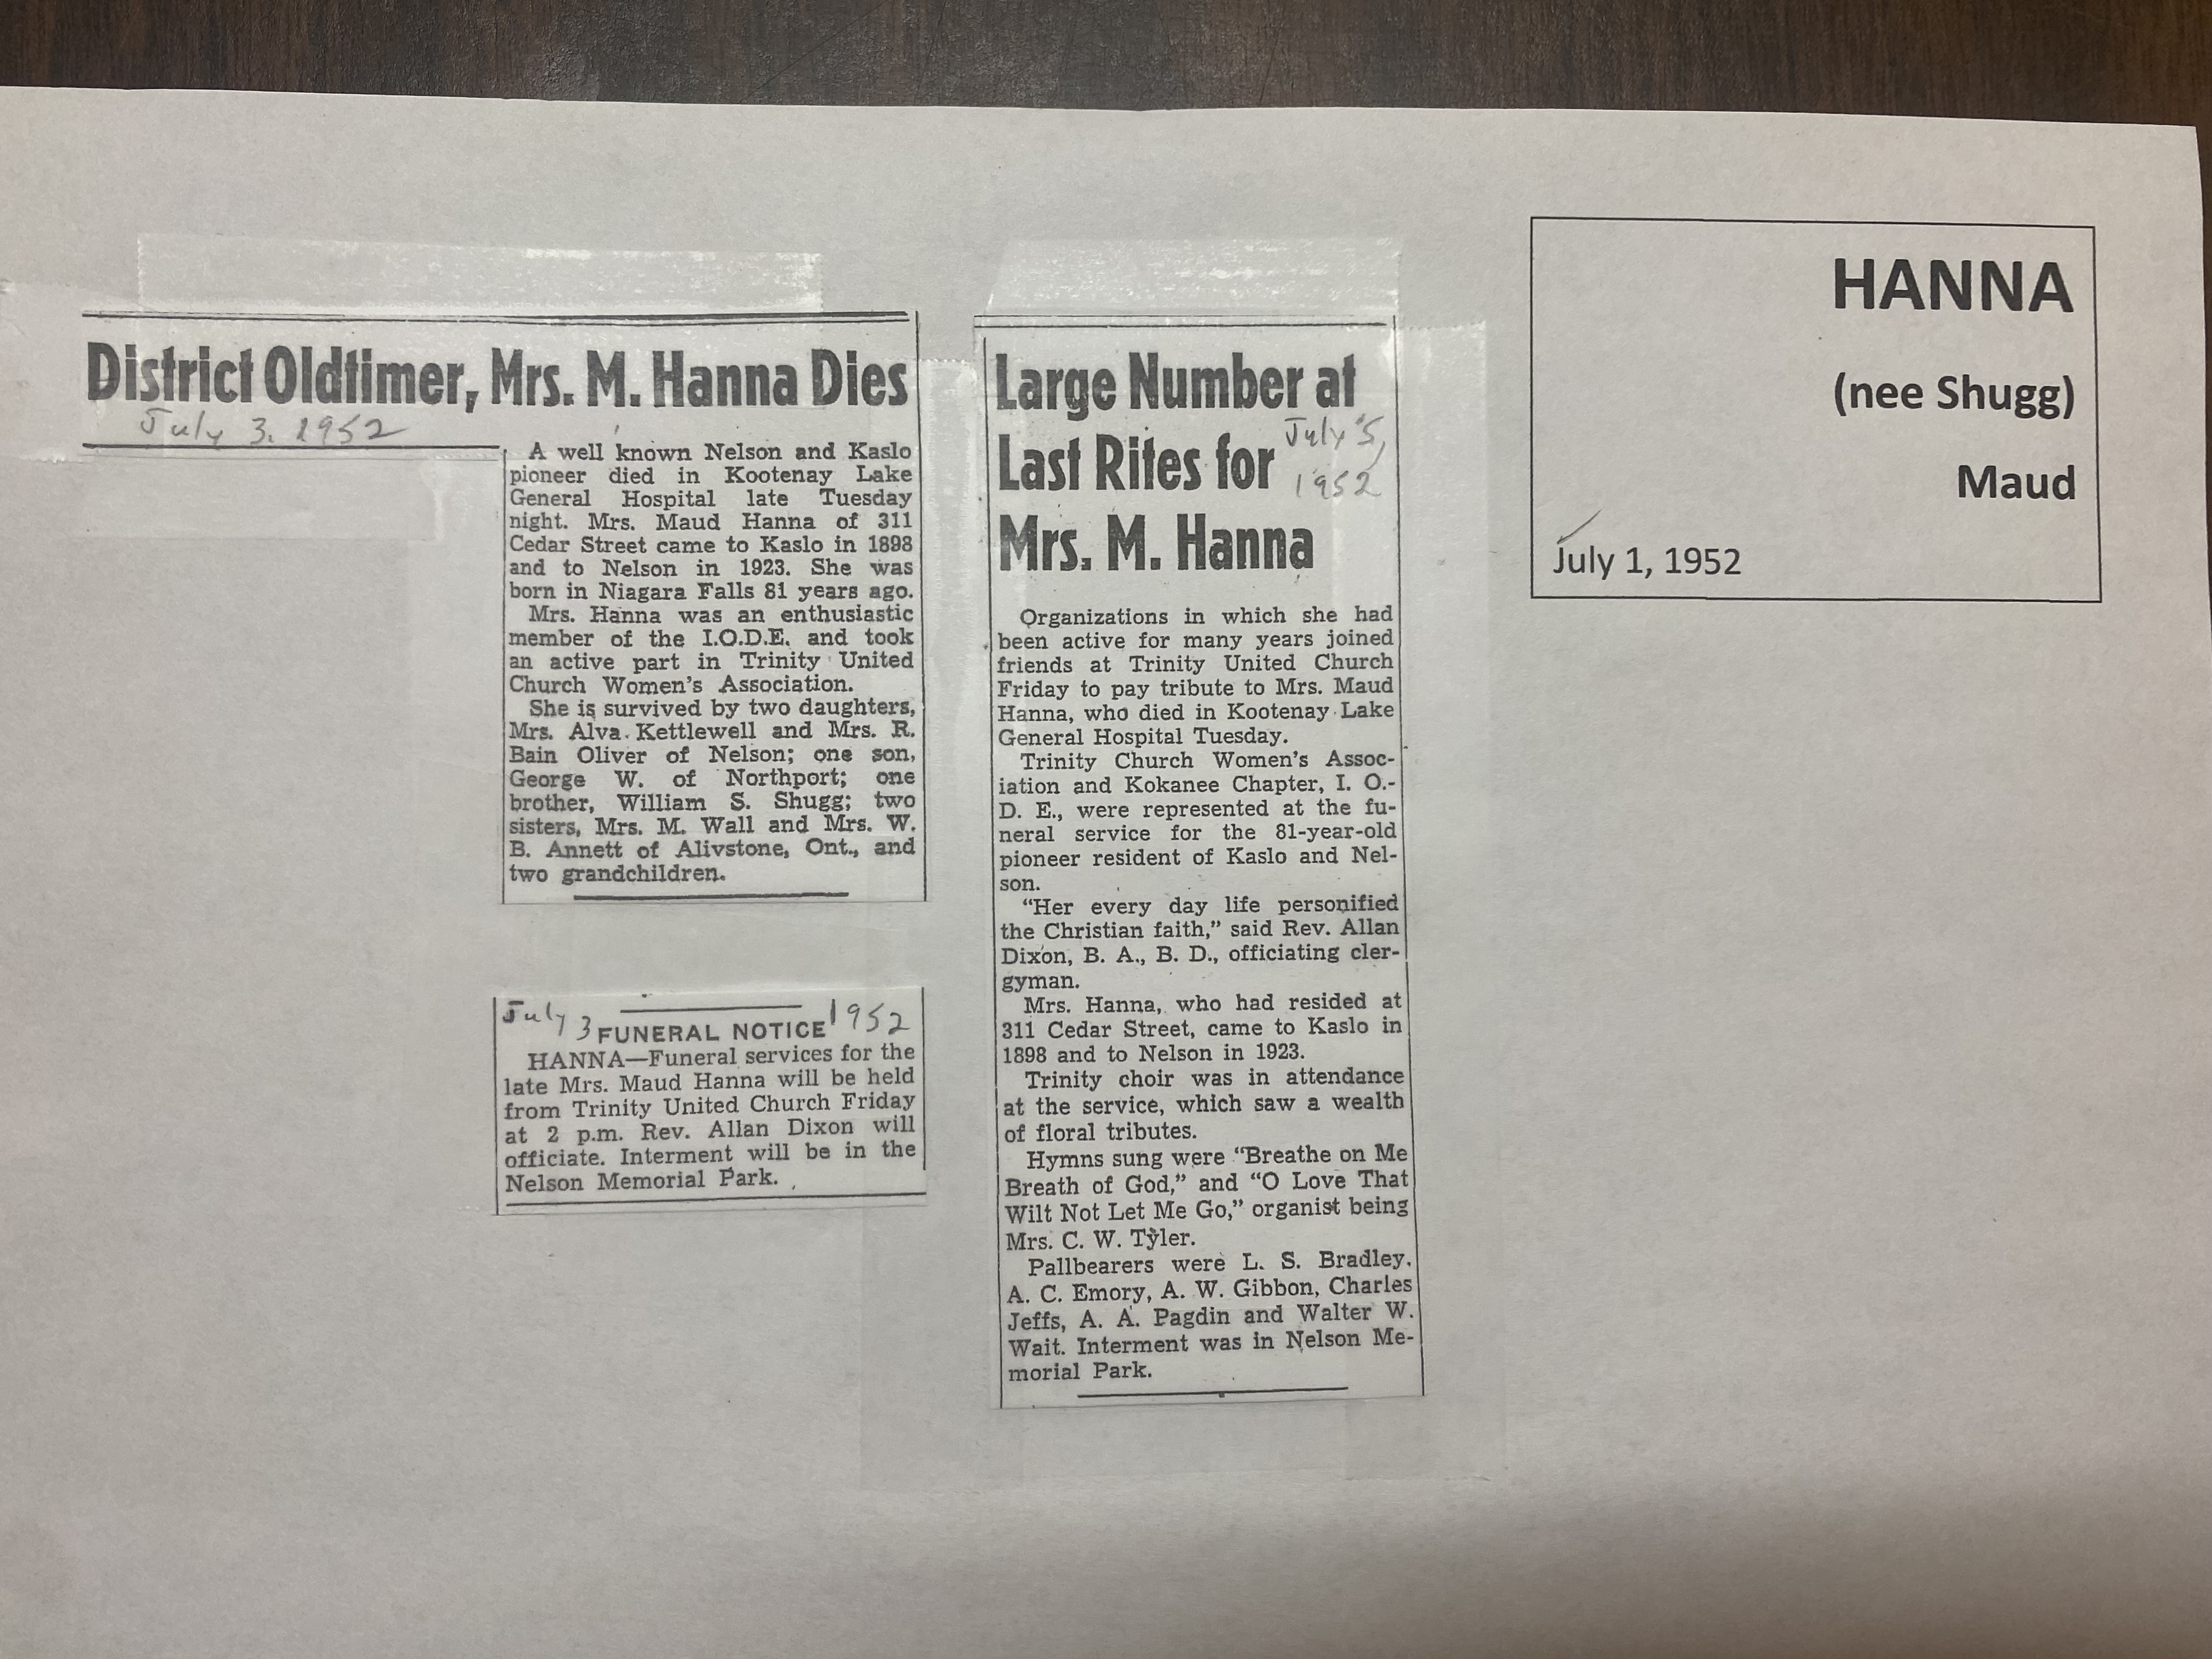 District Oldtimer, Mrs. M. Hanna Dies
July 3, 1952
A well known Nelson and Kaslo
pioneer died in Kootenay Lake
General Hospital late Tuesday
night. Mrs. Maud Hanna of 311
Cedar Street came to Kaslo in 1898
and to Nelson in 1923. She was
born in Niagara Falls 81 years ago.
Mrs. Hanna was an enthusiastic
member of the I.O.D.E. and took
an active part in Trinity United
Church Women's Association.
She is survived by two daughters,
Mrs. Alva Kettlewell and Mrs. R.
Bain Oliver of Nelson; one son,
George W. of Northport; one
brother, William S. Shugg; two
sisters, Mrs. M. Wall and Mrs. W.
B. Annett of Alivstone, Ont., and
two grandchildren.
July 3 1952
FUNERAL NOTICE
HANNA—Funeral services for the
late Mrs. Maud Hanna will be held
from Trinity United Church Friday
at 2 p.m. Rev. Allan Dixon will
officiate. Interment will be in the
Nelson Memorial Park.
Large Number at
Last Rites for
Mrs. M. Hanna
July 5,
1952
Organizations in which she had
been active for many years joined
friends at Trinity United Church
Friday to pay tribute to Mrs. Maud
Hanna, who died in Kootenay Lake
General Hospital Tuesday.
Trinity Church Women's Assoc-
iation and Kokanee Chapter, I. O.-
D. E., were represented at the fu-
neral service for the 81-year-old
pioneer resident of Kaslo and Nel-
son.
"Her every day life personified
the Christian faith," said Rev. Allan
Dixon, B. A., B. D., officiating cler-
gyman.
Mrs. Hanna, who had resided at
311 Cedar Street, came to Kaslo in
1898 and to Nelson in 1923.
Trinity choir was in attendance
at the service, which saw a wealth
of floral tributes.
Hymns sung were "Breathe on Me
Breath of God," and "O Love That
Wilt Not Let Me Go," organist being
Mrs. C. W. Tyler.
Pallbearers were L. S. Bradley,
A. C. Emory, A. W. Gibbon, Charles
Jeffs, A. A. Pagdin and Walter W.
Wait. Interment was in Nelson Me-
morial Park.
HANNA
(nee Shugg)
Maud
July 1, 1952